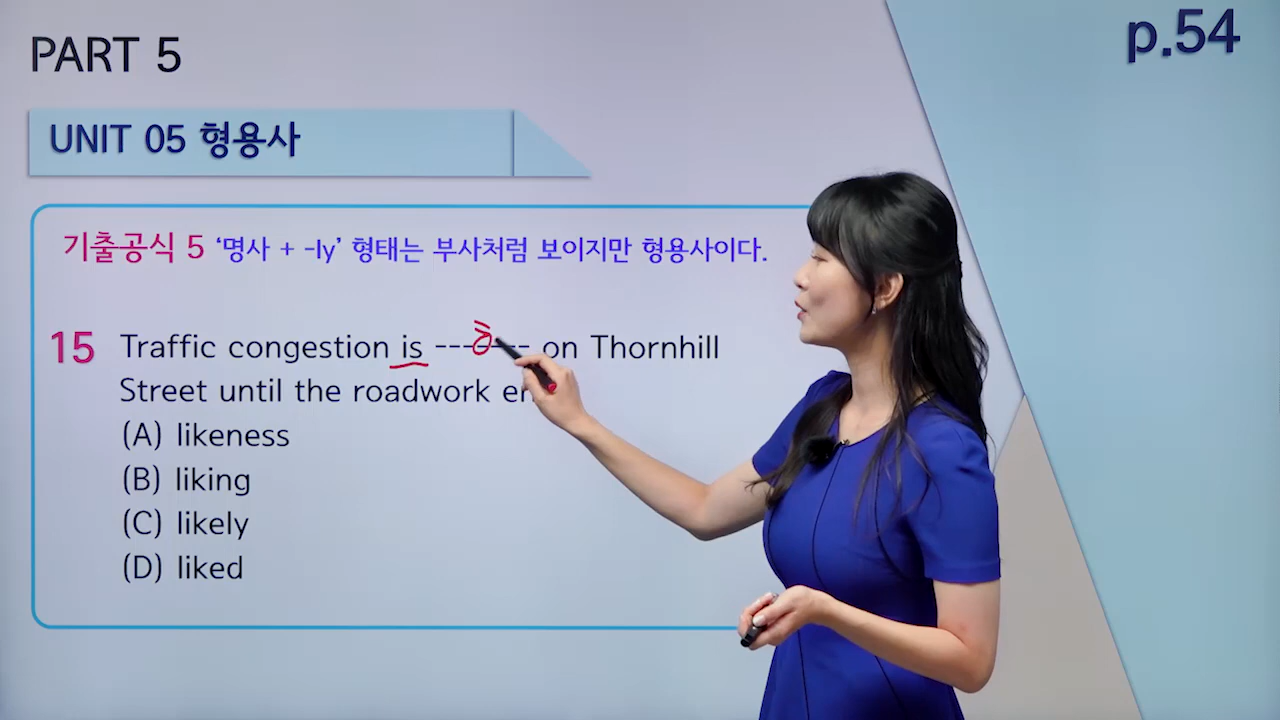 PART 5
p.54
UNIT 05 형용사
기출공식 5 ‘명사 + -ly’ 형태는 부사처럼 보이지만 형용사이다.
15 Traffic congestion is ------- on Thornhill
Street until the roadwork
(A) likeness
(B) liking
(C) likely
(D) liked